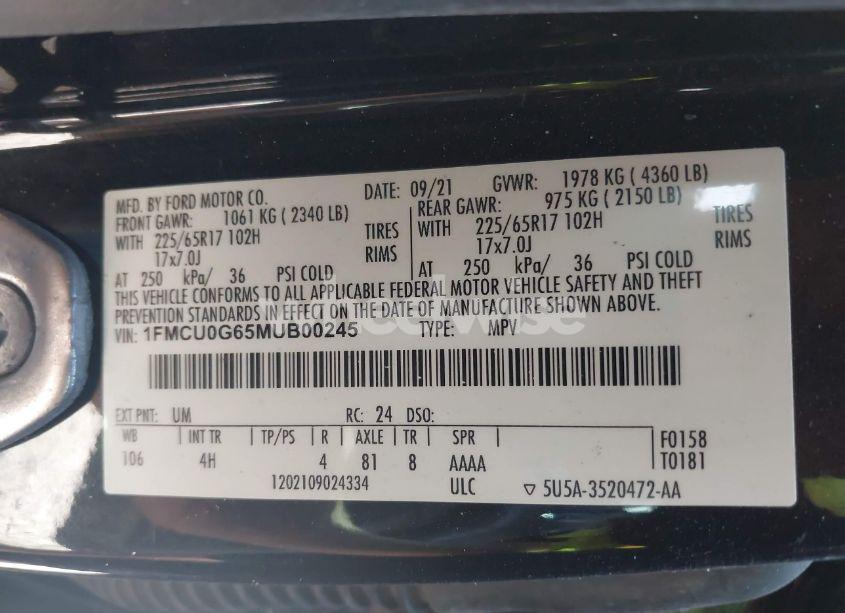 MFD. BY FORD MOTOR CO. DATE: 09/21 GVWR: 1978 KG ( 4360 LB)
FRONT GAWR: 1061 KG ( 2340 LB) REAR GAWR: 975 KG ( 2150 LB)
WITH 225/65R17 102H TIRES WITH 225/65R17 102H TIRES
17x7.0J RIMS 17x7.0J RIMS
AT 250 kPa/ 36 PSI COLD AT 250 kPa/ 36 PSI COLD
THIS VEHICLE CONFORMS TO ALL APPLICABLE FEDERAL MOTOR VEHICLE SAFETY AND THEFT
PREVENTION STANDARDS IN EFFECT ON THE DATE OF MANUFACTURE SHOWN ABOVE.
VIN: 1FMCU0G65MUB00245 TYPE: MPV
EXT PNT: UM RC: 24 DSO:
WB INT TR TP/PS R AXLE TR SPR F0158
106 4H 4 81 8 AAAA T0181
1202109024334 ULC ▽ 5U5A-3520472-AA